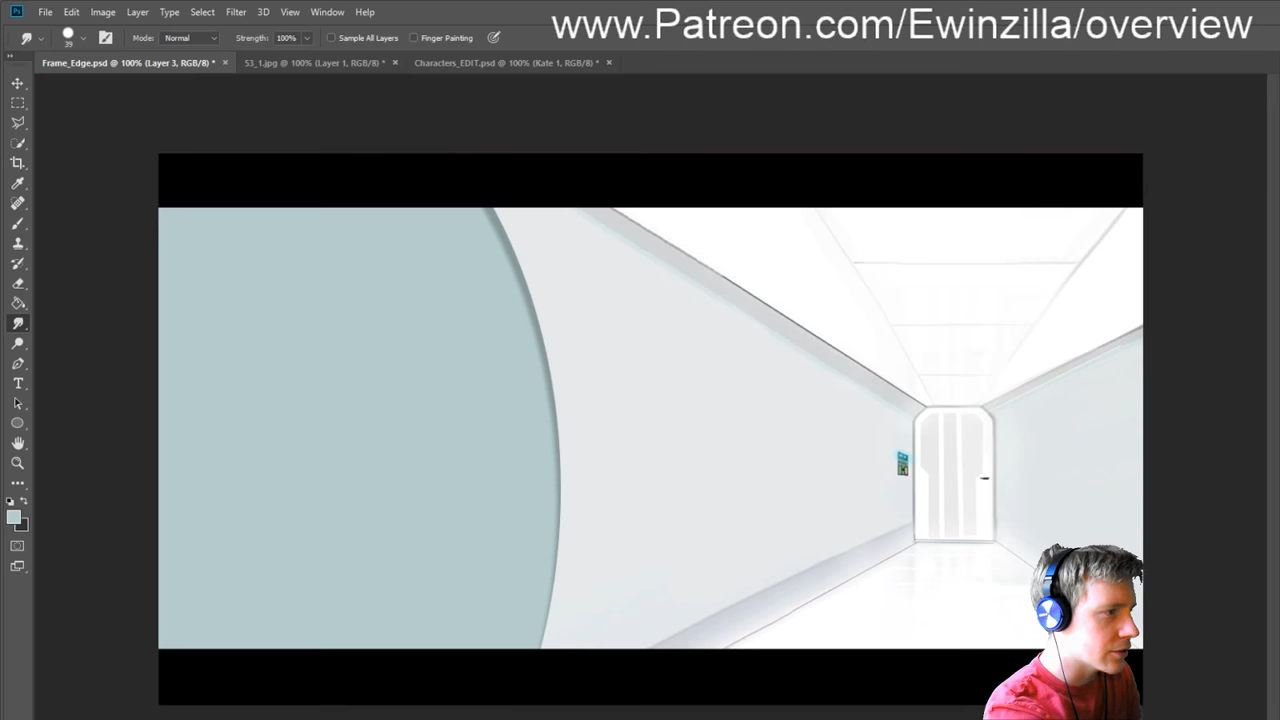 File Edit Image Layer Type Select Filter 3D View Window Help
www.Patreon.com/Ewinzilla/overview
39 Mode: Normal Strength: 100% Sample All Layers Finger Painting
Frame_Edge.psd @ 100% (Layer 3, RGB/8) * 53_1.jpg @ 100% (Layer 1, RGB/8) * Characters_EDIT.psd @ 100% (Kate 1, RGB/8) *